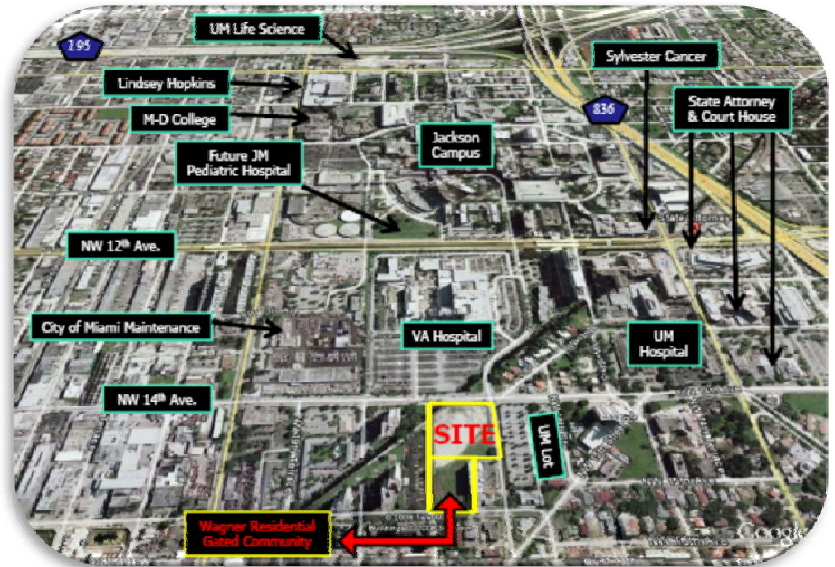 UM Life Science
195
Sylvester Cancer
Lindsey Hopkins
836
State Attorney
& Court House
M-D College
Jackson
Campus
Future JM
Pediatric Hospital
NW 12th Ave.
City of Miami Maintenance
VA Hospital
UM
Hospital
NW 14th Ave.
SITE
UM Lot
Wagner Residential
Gated Community
Google